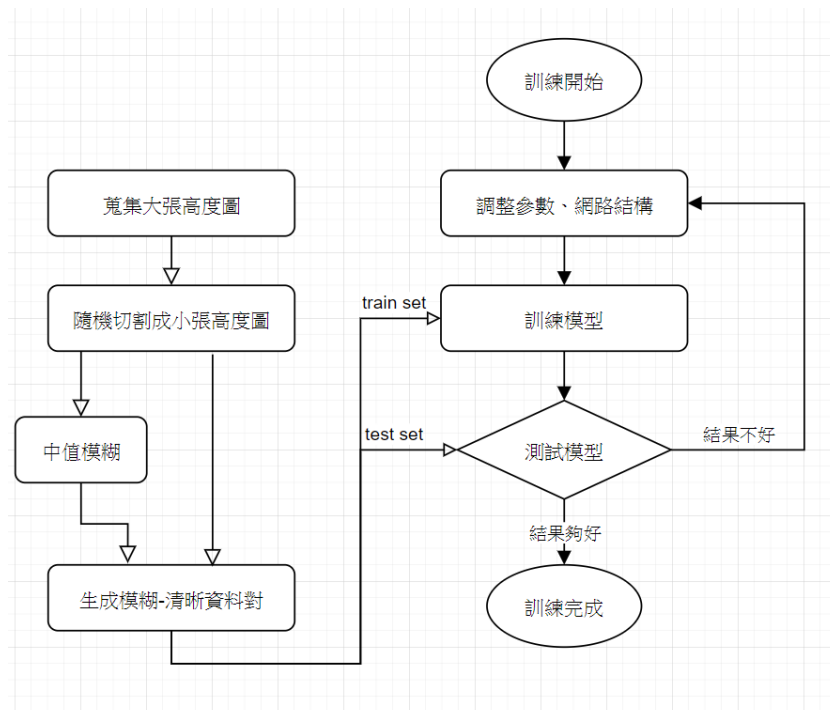 訓練開始
蒐集大張高度圖
調整參數、網路結構
隨機切割成小張高度圖
train set
訓練模型
中值模糊
test set
測試模型
結果不好
結果夠好
生成模糊-清晰資料對
訓練完成